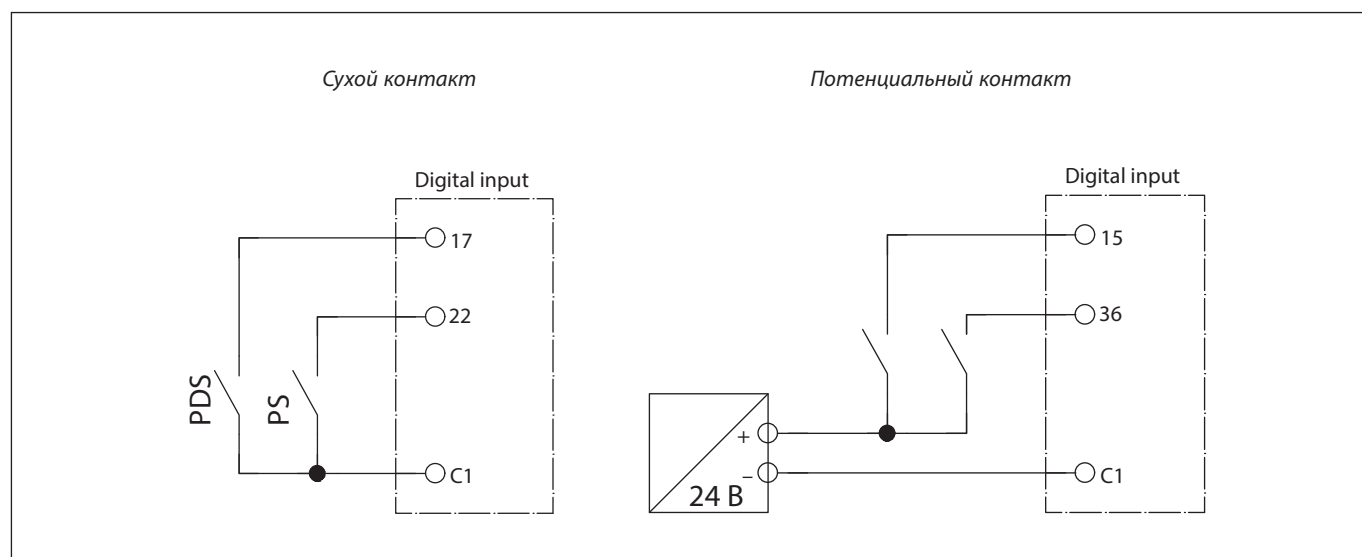 Сухой контакт
Потенциальный контакт
Digital input
17
22
C1
PDS
PS
Digital input
15
36
C1
+
–
24 В